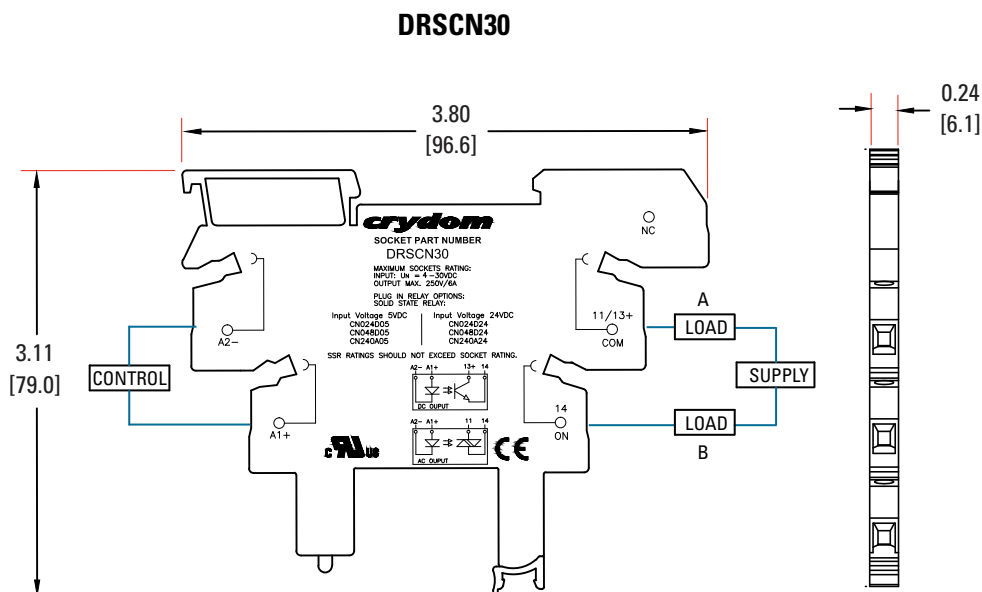 DRSCN30
3.80
[96.6]
0.24
[6.1]
3.11
[79.0]
crydom
SOCKET PART NUMBER
DRSCN30
MAXIMUM SOCKETS RATING:
INPUT: UN = 4-30VDC
OUTPUT MAX. 250V/6A
PLUG IN RELAY OPTIONS:
SOLID STATE RELAY:
Input Voltage 5VDC
CN024D05
CN048D05
CN240A05
Input Voltage 24VDC
CN024D24
CN048D24
CN240A24
SSR RATINGS SHOULD NOT EXCEED SOCKET RATING.
NC
A2-
11/13+
COM
A
LOAD
CONTROL
SUPPLY
A2- A1+ 13+ 14
DC OUPUT
A1+
14
ON
LOAD
B
A2- A1+ 11 14
AC OUPUT
c RU US
CE